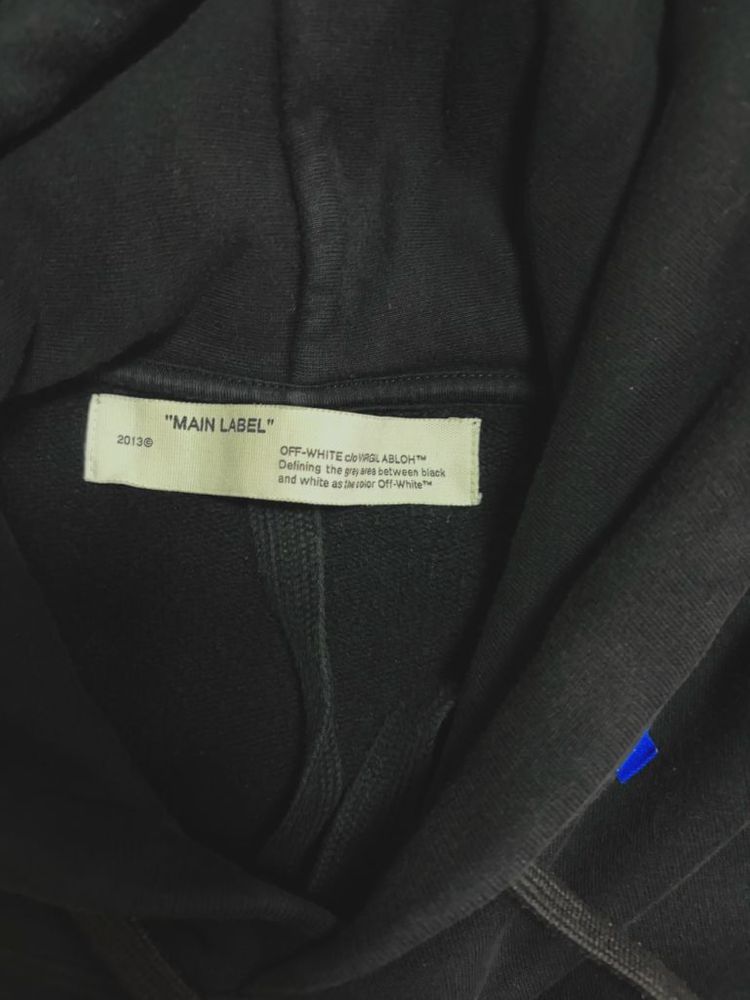 "MAIN LABEL"
2013©
OFF-WHITE c/o VIRGIL ABLOH™
Defining the gray area between black
and white as the color Off-White™